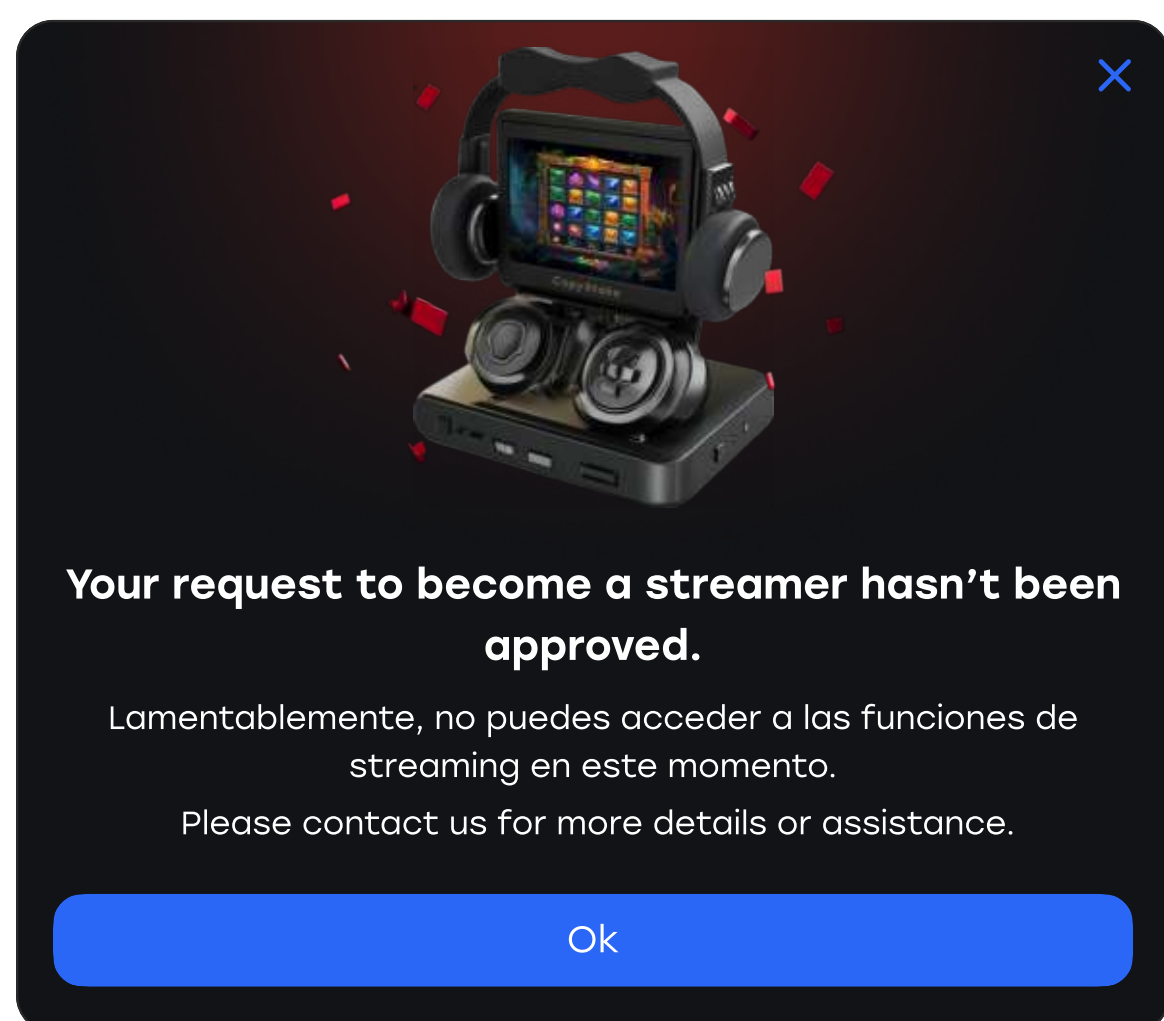 Your request to become a streamer hasn’t been
approved.
Lamentablemente, no puedes acceder a las funciones de
streaming en este momento.
Please contact us for more details or assistance.
Ok